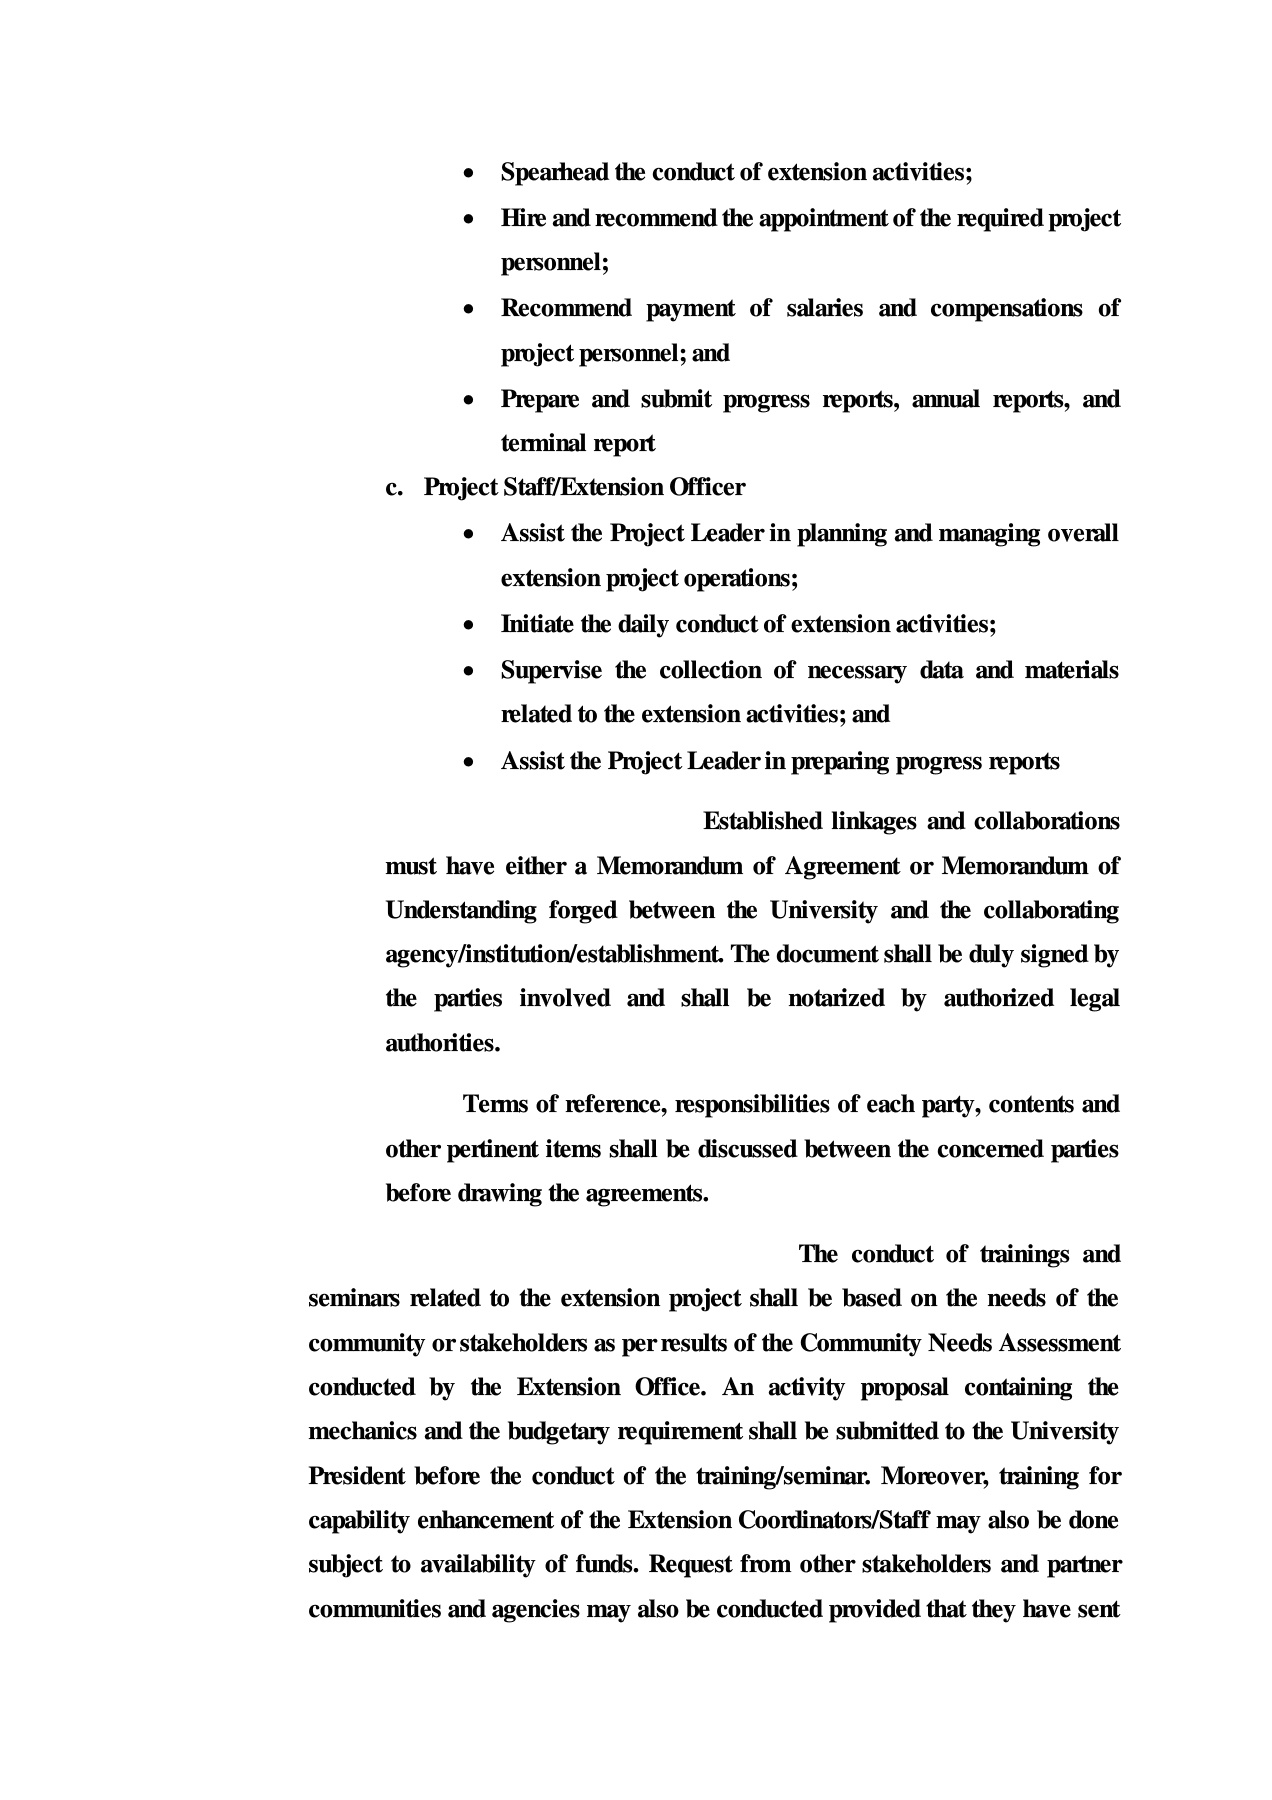 • Spearhead the conduct of extension activities;
• Hire and recommend the appointment of the required project
personnel;
• Recommend payment of salaries and compensations of
project personnel; and
• Prepare and submit progress reports, annual reports, and
terminal report
c. Project Staff/Extension Officer
• Assist the Project Leader in planning and managing overall
extension project operations;
• Initiate the daily conduct of extension activities;
• Supervise the collection of necessary data and materials
related to the extension activities; and
• Assist the Project Leader in preparing progress reports
Established linkages and collaborations
must have either a Memorandum of Agreement or Memorandum of
Understanding forged between the University and the collaborating
agency/institution/establishment. The document shall be duly signed by
the parties involved and shall be notarized by authorized legal
authorities.
Terms of reference, responsibilities of each party, contents and
other pertinent items shall be discussed between the concerned parties
before drawing the agreements.
The conduct of trainings and
seminars related to the extension project shall be based on the needs of the
community or stakeholders as per results of the Community Needs Assessment
conducted by the Extension Office. An activity proposal containing the
mechanics and the budgetary requirement shall be submitted to the University
President before the conduct of the training/seminar. Moreover, training for
capability enhancement of the Extension Coordinators/Staff may also be done
subject to availability of funds. Request from other stakeholders and partner
communities and agencies may also be conducted provided that they have sent